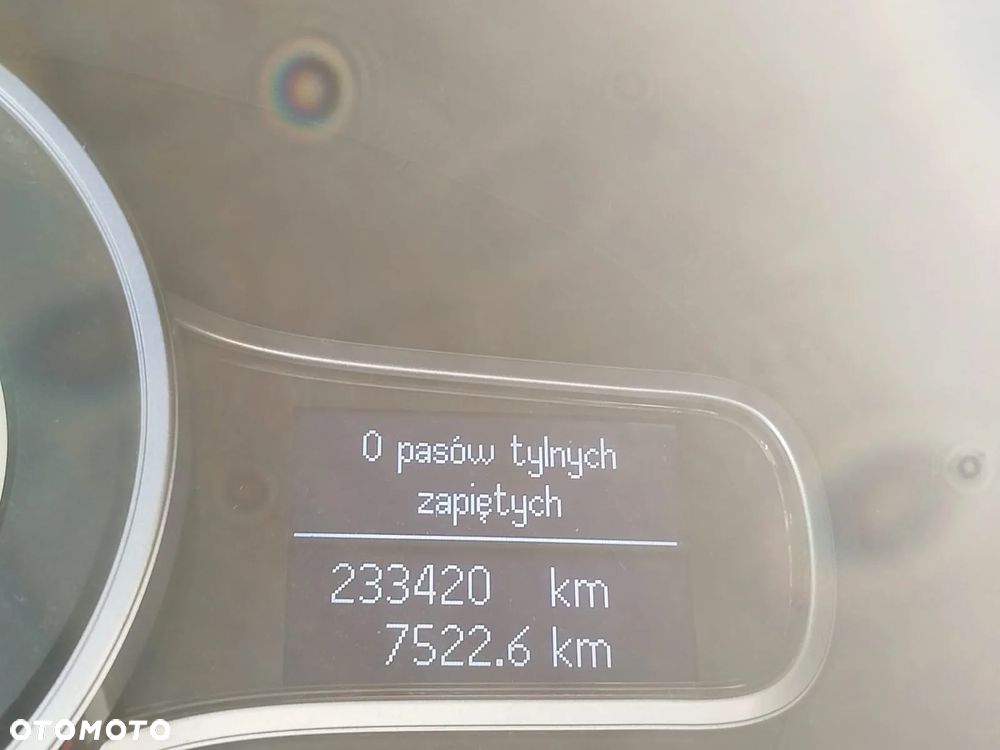 0 pasów tylnych
zapiętych
233420 km
7522.6 km
OTOMOTO